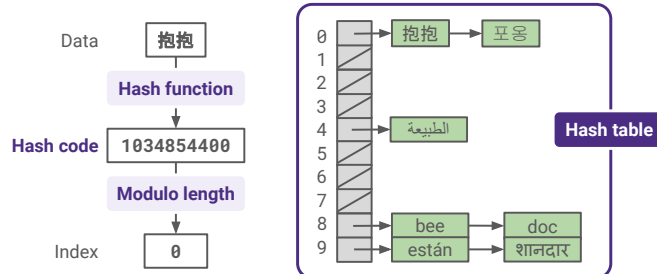 Data
抱抱
Hash function
Hash code
1034854400
Modulo length
Index
0
0
抱抱
포옹
1
2
3
4
الطبيعة
5
6
7
8
bee
doc
9
están
शानदार
Hash table